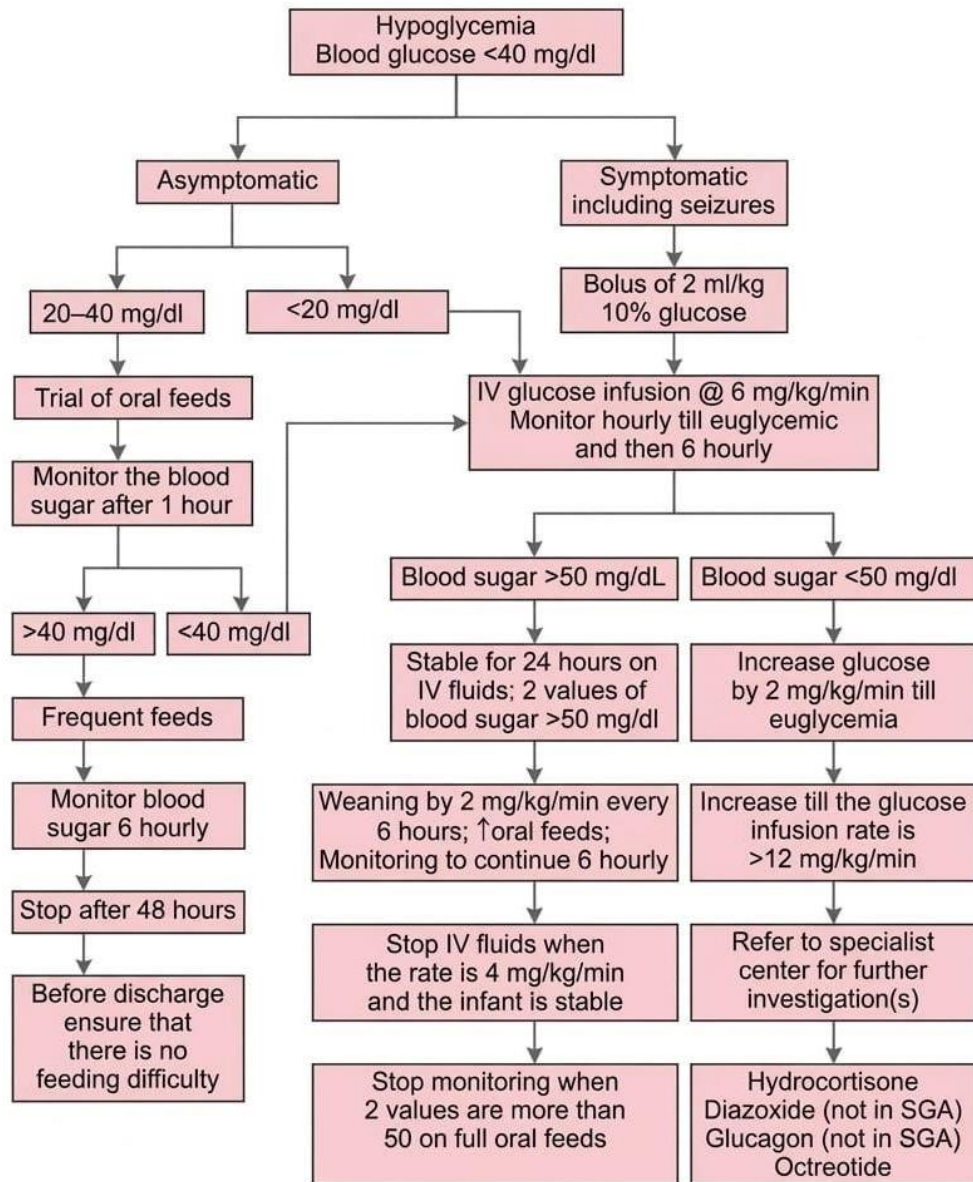 Hypoglycemia
Blood glucose <40 mg/dl
Asymptomatic
Symptomatic
including seizures
20–40 mg/dl
<20 mg/dl
Bolus of 2 ml/kg
10% glucose
Trial of oral feeds
IV glucose infusion @ 6 mg/kg/min
Monitor hourly till euglycemic
and then 6 hourly
Monitor the blood
sugar after 1 hour
>40 mg/dl
<40 mg/dl
Blood sugar >50 mg/dL
Blood sugar <50 mg/dl
Frequent feeds
Stable for 24 hours on
IV fluids; 2 values of
blood sugar >50 mg/dl
Increase glucose
by 2 mg/kg/min till
euglycemia
Monitor blood
sugar 6 hourly
Weaning by 2 mg/kg/min every
6 hours; ↑oral feeds;
Monitoring to continue 6 hourly
Increase till the glucose
infusion rate is
>12 mg/kg/min
Stop after 48 hours
Stop IV fluids when
the rate is 4 mg/kg/min
and the infant is stable
Refer to specialist
center for further
investigation(s)
Before discharge
ensure that
there is no
feeding difficulty
Stop monitoring when
2 values are more than
50 on full oral feeds
Hydrocortisone
Diazoxide (not in SGA)
Glucagon (not in SGA)
Octreotide